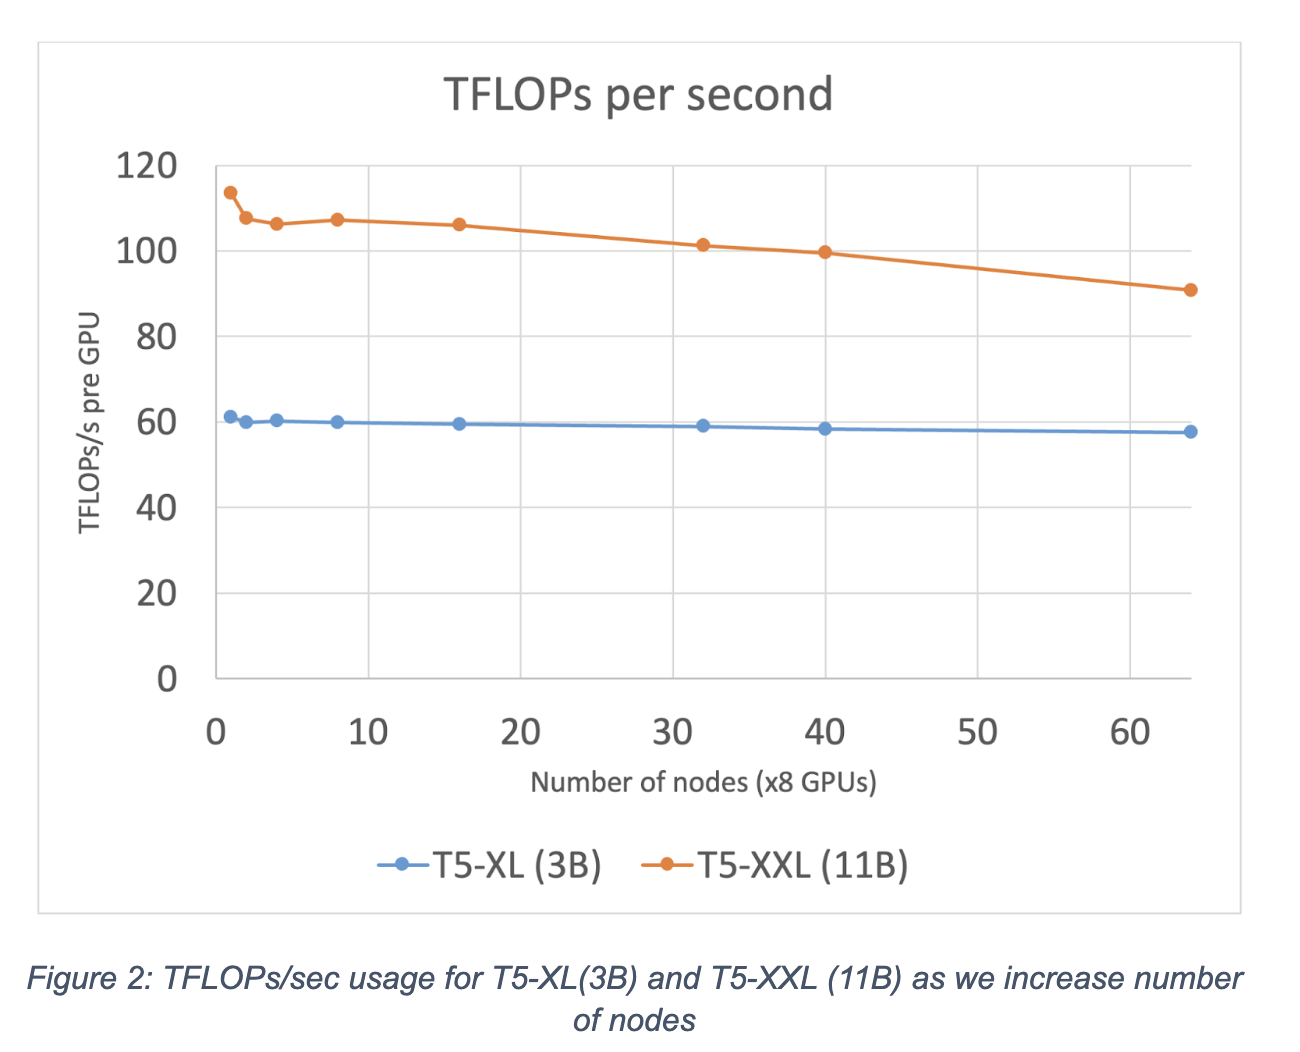 TFLOPs per second
120
100
80
60
40
20
0
TFLOPs/s pre GPU
0 10 20 30 40 50 60
Number of nodes (x8 GPUs)
T5-XL (3B) T5-XXL (11B)
Figure 2: TFLOPs/sec usage for T5-XL(3B) and T5-XXL (11B) as we increase number
of nodes